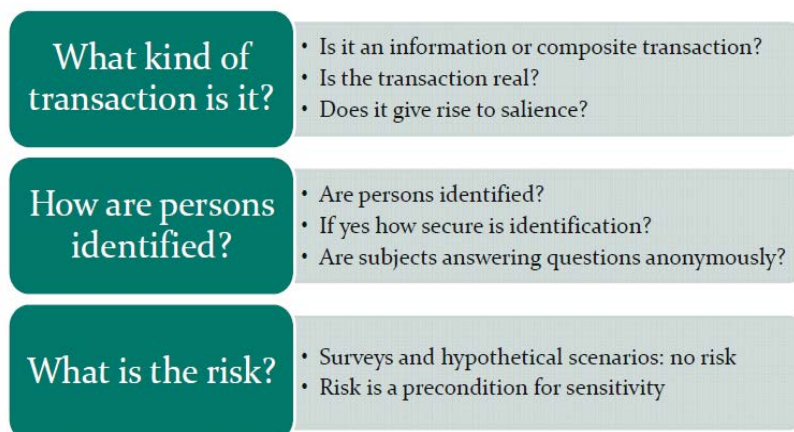 What kind of
transaction is it?
• Is it an information or composite transaction?
• Is the transaction real?
• Does it give rise to salience?
How are persons
identified?
• Are persons identified?
• If yes how secure is identification?
• Are subjects answering questions anonymously?
What is the risk?
• Surveys and hypothetical scenarios: no risk
• Risk is a precondition for sensitivity